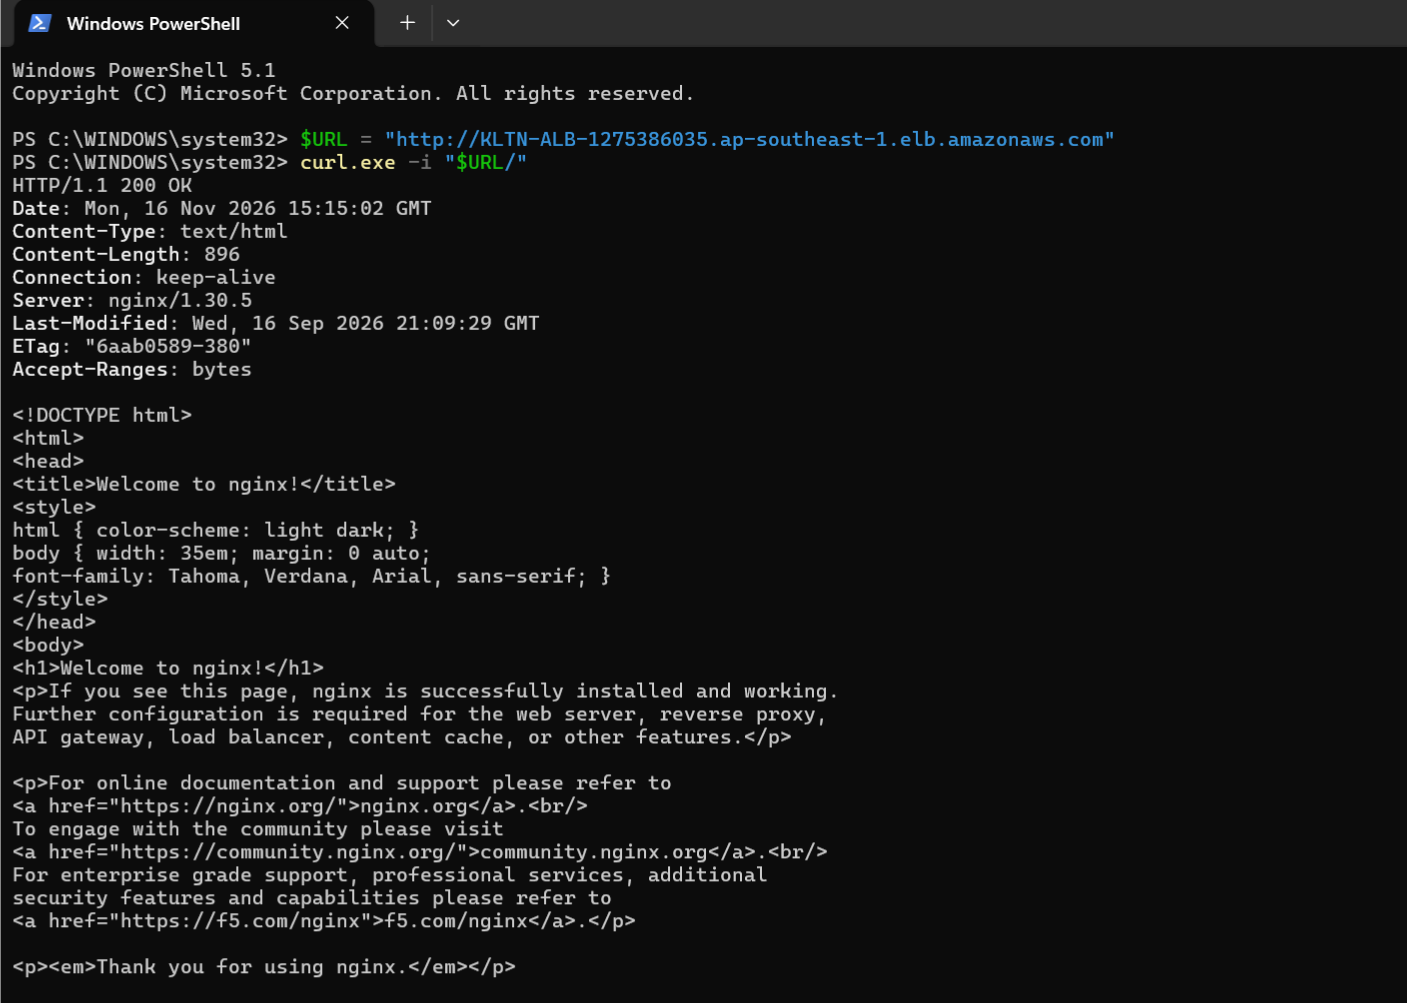 Windows PowerShell
Windows PowerShell 5.1
Copyright (C) Microsoft Corporation. All rights reserved.
PS C:\WINDOWS\system32> $URL = "http://KLTN-ALB-1275386035.ap-southeast-1.elb.amazonaws.com"
PS C:\WINDOWS\system32> curl.exe -i "$URL/"
HTTP/1.1 200 OK
Date: Mon, 16 Nov 2026 15:15:02 GMT
Content-Type: text/html
Content-Length: 896
Connection: keep-alive
Server: nginx/1.30.5
Last-Modified: Wed, 16 Sep 2026 21:09:29 GMT
ETag: "6aab0589-380"
Accept-Ranges: bytes
<!DOCTYPE html>
<html>
<head>
<title>Welcome to nginx!</title>
<style>
html { color-scheme: light dark; }
body { width: 35em; margin: 0 auto;
font-family: Tahoma, Verdana, Arial, sans-serif; }
</style>
</head>
<body>
<h1>Welcome to nginx!</h1>
<p>If you see this page, nginx is successfully installed and working.
Further configuration is required for the web server, reverse proxy,
API gateway, load balancer, content cache, or other features.</p>
<p>For online documentation and support please refer to
<a href="https://nginx.org/">nginx.org</a>.<br/>
To engage with the community please visit
<a href="https://community.nginx.org/">community.nginx.org</a>.<br/>
For enterprise grade support, professional services, additional
security features and capabilities please refer to
<a href="https://f5.com/nginx">f5.com/nginx</a>.</p>
<p><em>Thank you for using nginx.</em></p>